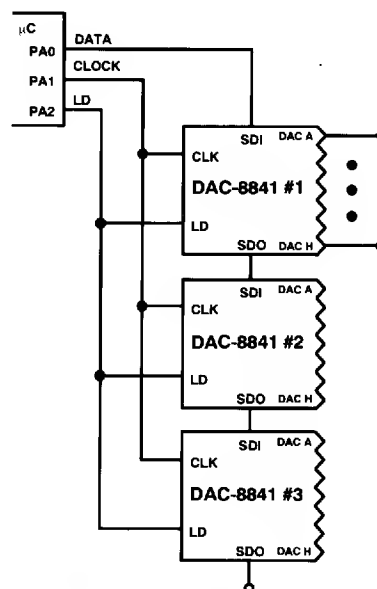 µC
DATA
PA0
CLOCK
PA1
LD
PA2
SDI
DAC A
CLK
DAC-8841 #1
LD
SDO
DAC H
SDI
DAC A
CLK
DAC-8841 #2
LD
SDO
DAC H
SDI
DAC A
CLK
DAC-8841 #3
LD
SDO
DAC H